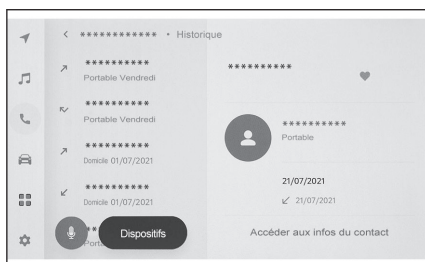 ************ • Historique
**********
Portable Vendredi
**********
Portable Vendredi
**********
Domicile 01/07/2021
**********
Domicile 01/07/2021
**
Porta
Dispositifs
**********
**********
Portable
21/07/2021
21/07/2021
Accéder aux infos du contact